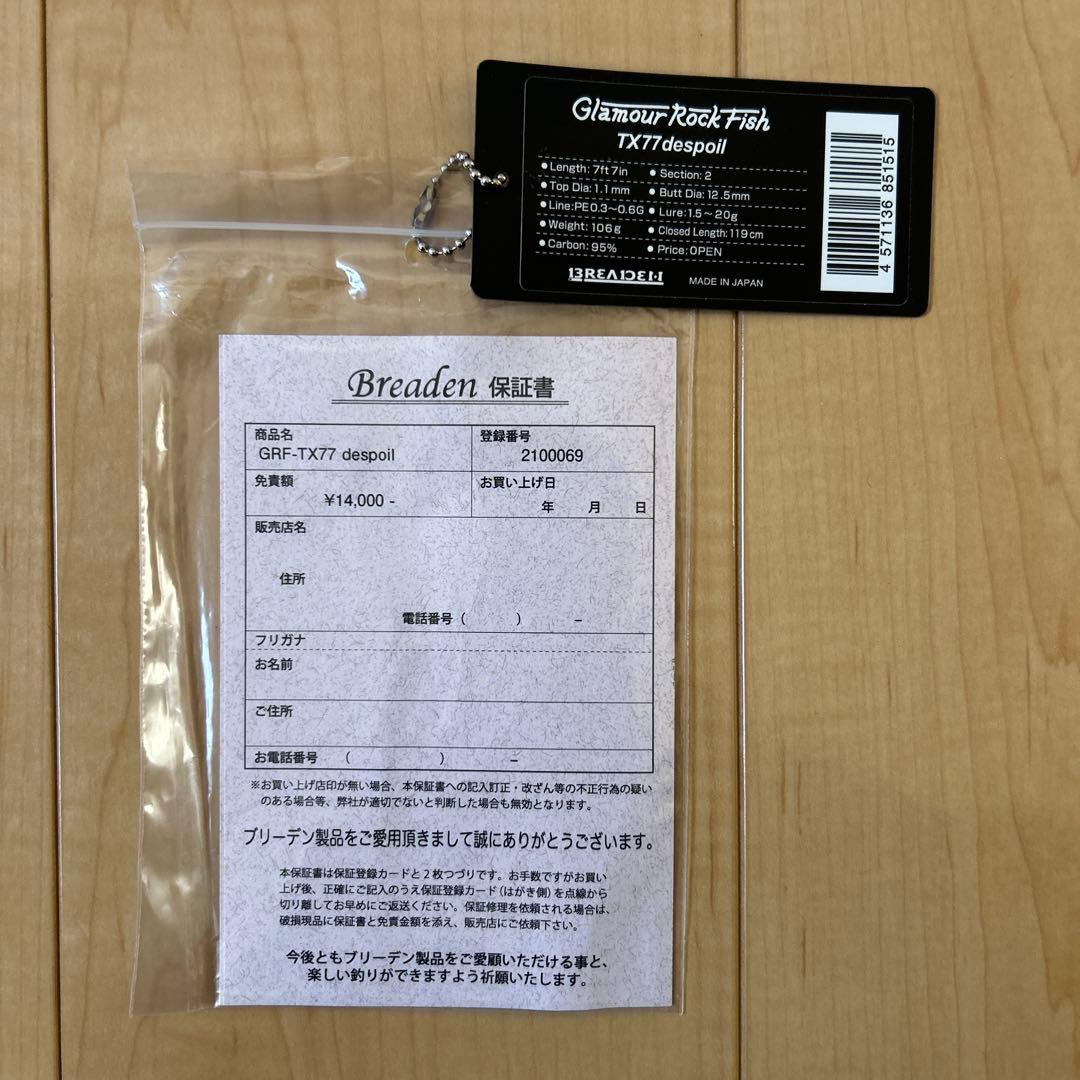 Glamour Rock Fish
TX77despoil
●Length: 7ft 7in ●Section: 2
●Top Dia: 1.1mm ●Butt Dia: 12.5mm
●Line:PE0.3～0.6G ●Lure: 1.5～20g
●Weight: 106g ●Closed Length: 119cm
●Carbon: 95% ●Price: OPEN
BREADEN MADE IN JAPAN
4 571136 851515
Breaden 保証書
商品名 登録番号
GRF-TX77 despoil 2100069
免責額 お買い上げ日
¥14,000 - 年 月 日
販売店名
住所
電話番号（ ） －
フリガナ
お名前
ご住所
お電話番号 （ ） －
※お買い上げ店印が無い場合、本保証書への記入訂正・改ざん等の不正行為の疑い
のある場合等、弊社が適切でないと判断した場合も無効となります。
ブリーデン製品をご愛用頂きまして誠にありがとうございます。
本保証書は保証登録カードと2枚つづりです。お手数ですがお買い
上げ後、正確にご記入のうえ保証登録カード（はがき側）を点線から
切り離してお早めにご返送ください。保証修理を依頼される場合は、
破損現品に保証書と免責金額を添え、販売店にご依頼下さい。
今後ともブリーデン製品をご愛顧いただける事と、
楽しい釣りができますよう祈願いたします。